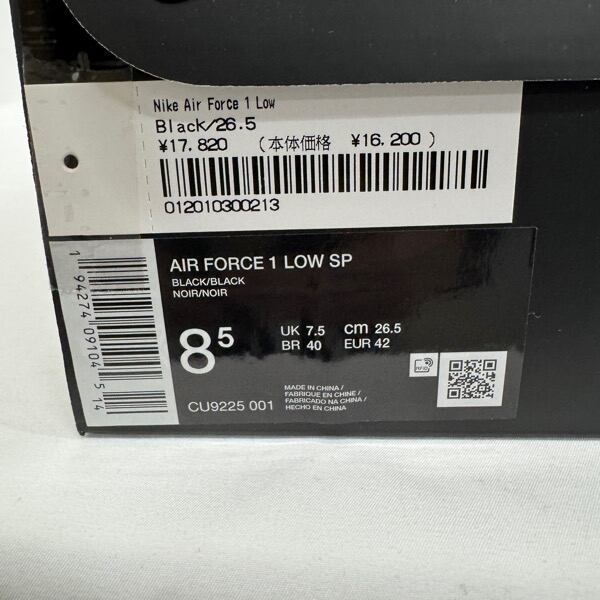 Nike Air Force 1 Low
Black/26.5
¥17.820 (本体価格 ¥16.200)
012010300213
AIR FORCE 1 LOW SP
BLACK/BLACK
NOIR/NOIR
8⁵
UK 7.5 cm 26.5
BR 40 EUR 42
RFID
MADE IN CHINA /
FABRIQUE EN CHINE /
FABRICADO NA CHINA /
HECHO EN CHINA
CU9225 001
1 94274 09104 5 14